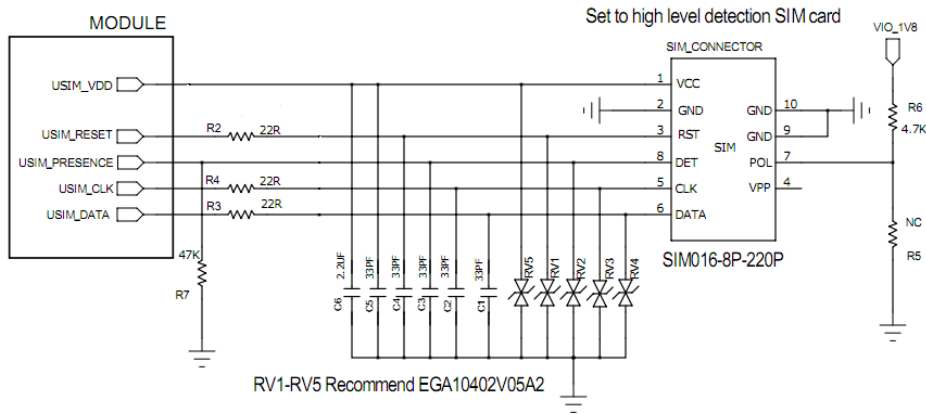 MODULE
Set to high level detection SIM card
VIO_1V8
SIM_CONNECTOR
USIM_VDD
1 VCC
2 GND
GND 10
R6
4.7K
USIM_RESET
R2 22R
3 RST
GND 9
SIM
USIM_PRESENCE
8 DET
POL 7
USIM_CLK
R4 22R
5 CLK
VPP 4
USIM_DATA
R3 22R
6 DATA
NC
R5
SIM016-8P-220P
47K
R7
2.2UF
C6
33PF
C5
33PF
C4
33PF
C3
33PF
C2
33PF
C1
RV5
RV1
RV2
RV3
RV4
RV1-RV5 Recommend EGA10402V05A2